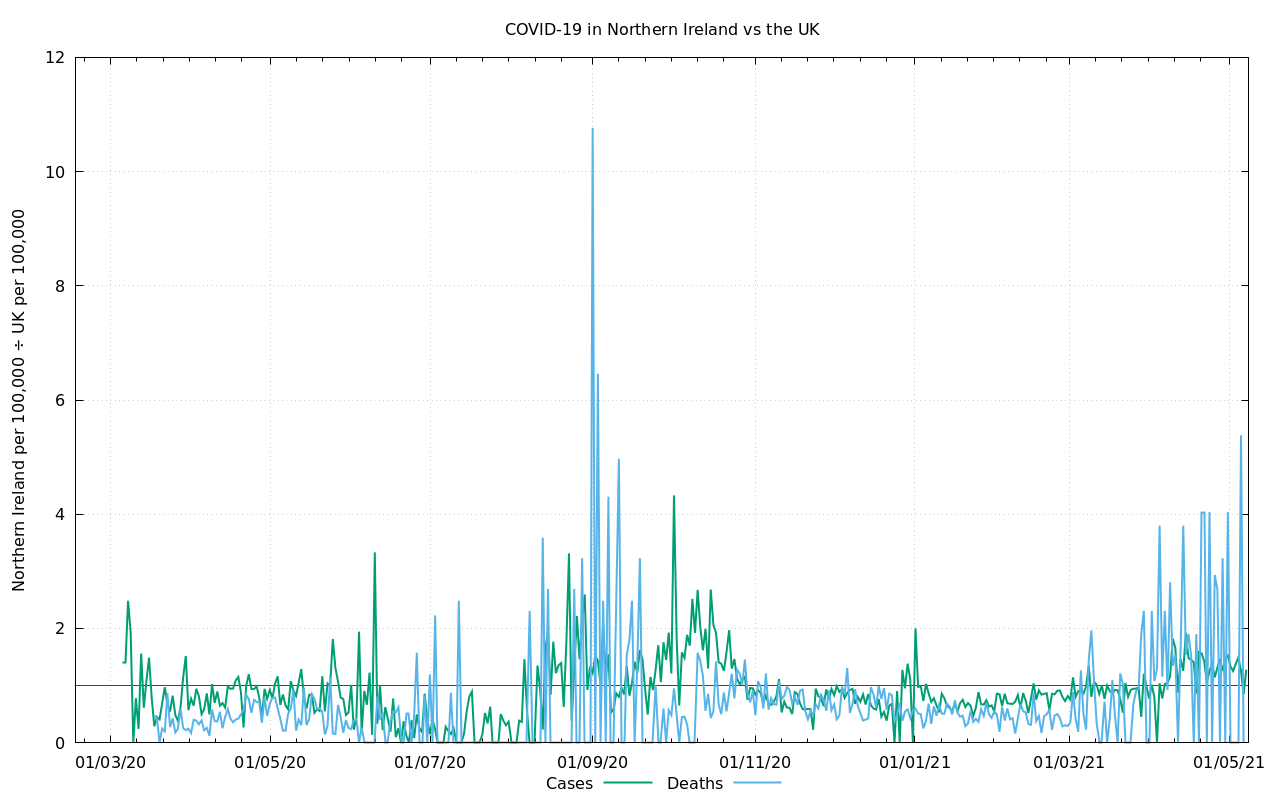 COVID-19 in Northern Ireland vs the UK
Northern Ireland per 100,000 ÷ UK per 100,000
12
10
8
6
4
2
0
01/03/20 01/05/20 01/07/20 01/09/20 01/11/20 01/01/21 01/03/21 01/05/21
Cases Deaths